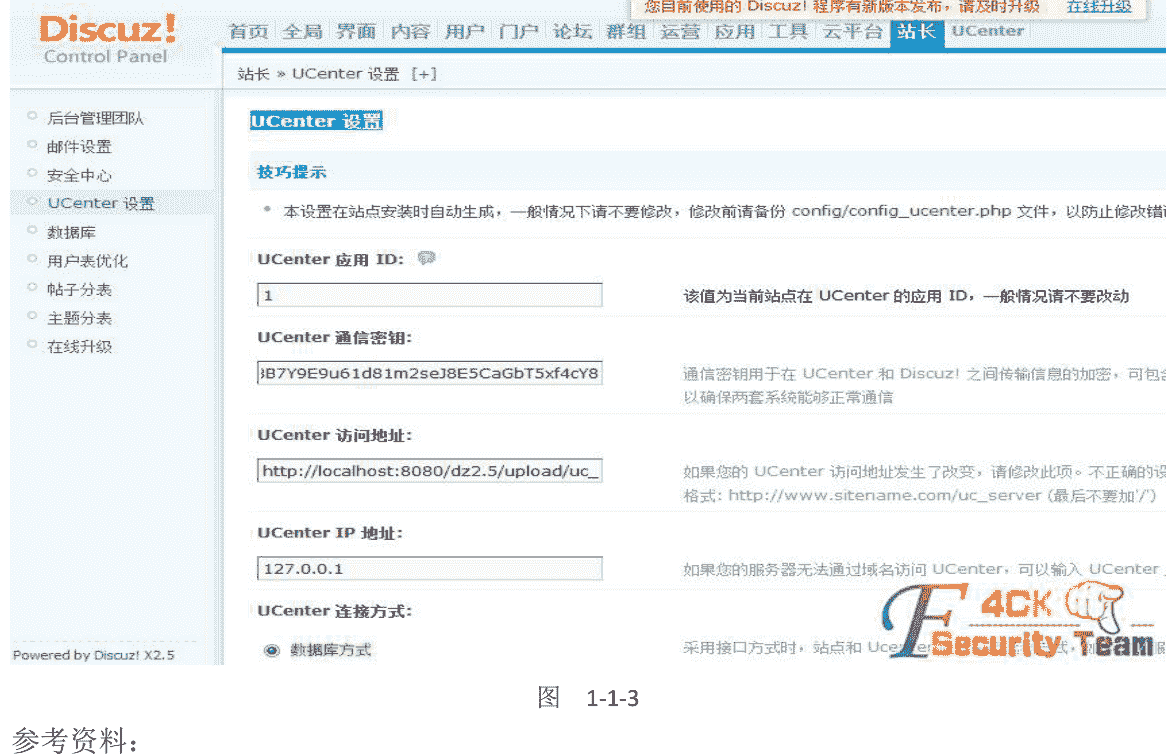 您目前使用的 Discuz! 程序有新版本发布，请及时升级 在线升级
Discuz!
Control Panel
首页 全局 界面 内容 用户 门户 论坛 群组 运营 应用 工具 云平台 站长 UCenter
站长 » UCenter 设置 [+]
后台管理团队
邮件设置
安全中心
UCenter 设置
数据库
用户表优化
帖子分表
主题分表
在线升级
UCenter 设置
技巧提示
本设置在站点安装时自动生成，一般情况下请不要修改，修改前请备份 config/config_ucenter.php 文件，以防止修改错
UCenter 应用 ID:
1
该值为当前站点在 UCenter 的应用 ID，一般情况请不要改动
UCenter 通信密钥:
B7Y9E9u61d81m2seJ8E5CaGbT5xf4cY8
通信密钥用于在 UCenter 和 Discuz! 之间传输信息的加密，可包
以确保两套系统能够正常通信
UCenter 访问地址:
http://localhost:8080/dz2.5/upload/uc_
如果您的 UCenter 访问地址发生了改变，请修改此项。不正确的设
格式: http://www.sitename.com/uc_server (最后不要加'/')
UCenter IP 地址:
127.0.0.1
如果您的服务器无法通过域名访问 UCenter，可以输入 UCenter
UCenter 连接方式:
数据库方式
采用接口方式时，站点和 Uce
F4CK
Security Team
Powered by Discuz! X2.5
图 1-1-3
参考资料：